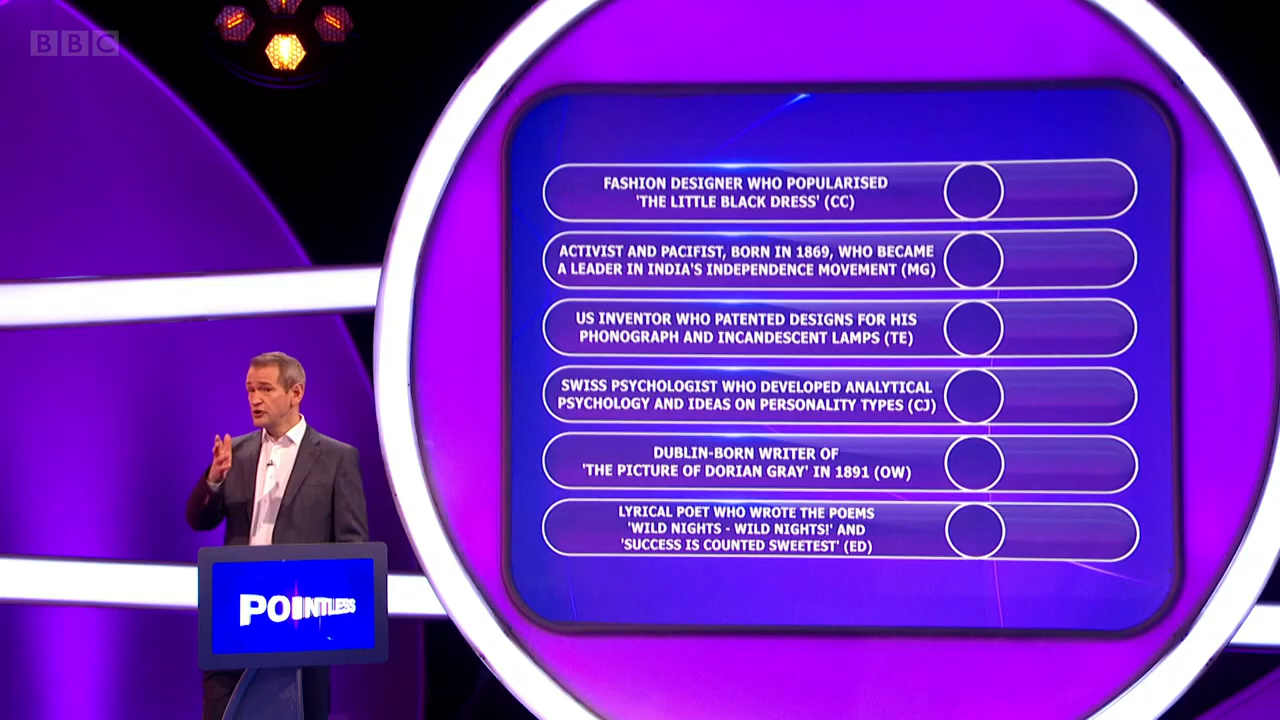 BBC
FASHION DESIGNER WHO POPULARISED
'THE LITTLE BLACK DRESS' (CC)
ACTIVIST AND PACIFIST, BORN IN 1869, WHO BECAME
A LEADER IN INDIA'S INDEPENDENCE MOVEMENT (MG)
US INVENTOR WHO PATENTED DESIGNS FOR HIS
PHONOGRAPH AND INCANDESCENT LAMPS (TE)
SWISS PSYCHOLOGIST WHO DEVELOPED ANALYTICAL
PSYCHOLOGY AND IDEAS ON PERSONALITY TYPES (CJ)
DUBLIN-BORN WRITER OF
'THE PICTURE OF DORIAN GRAY' IN 1891 (OW)
LYRICAL POET WHO WROTE THE POEMS
'WILD NIGHTS - WILD NIGHTS!' AND
'SUCCESS IS COUNTED SWEETEST' (ED)
POINTLESS